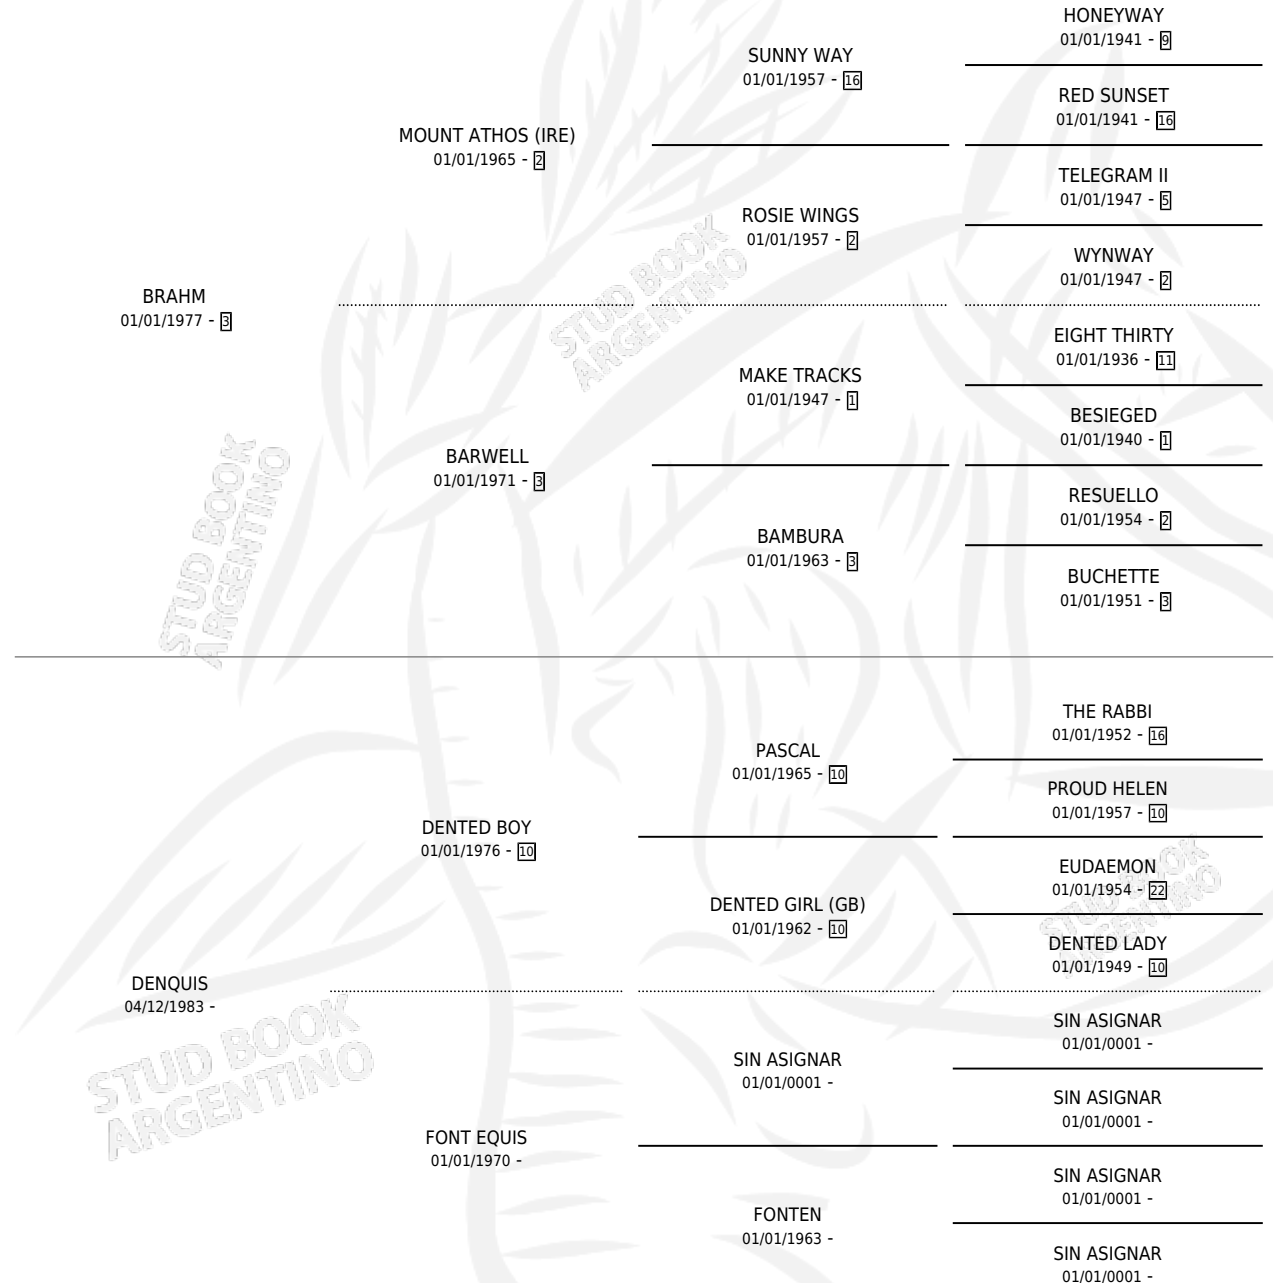 HONEYWAY
01/01/1941 - 9
SUNNY WAY
01/01/1957 - 16
RED SUNSET
01/01/1941 - 16
MOUNT ATHOS (IRE)
01/01/1965 - 2
TELEGRAM II
01/01/1947 - 5
ROSIE WINGS
01/01/1957 - 2
WYNWAY
01/01/1947 - 2
BRAHM
01/01/1977 - 3
EIGHT THIRTY
01/01/1936 - 11
MAKE TRACKS
01/01/1947 - 1
BESIEGED
01/01/1940 - 1
BARWELL
01/01/1971 - 3
RESUELLO
01/01/1954 - 2
BAMBURA
01/01/1963 - 3
BUCHETTE
01/01/1951 - 3
THE RABBI
01/01/1952 - 16
PASCAL
01/01/1965 - 10
PROUD HELEN
01/01/1957 - 10
DENTED BOY
01/01/1976 - 10
EUDAEMON
01/01/1954 - 22
DENTED GIRL (GB)
01/01/1962 - 10
DENTED LADY
01/01/1949 - 10
DENQUIS
04/12/1983 -
SIN ASIGNAR
01/01/0001 -
SIN ASIGNAR
01/01/0001 -
SIN ASIGNAR
01/01/0001 -
FONT EQUIS
01/01/1970 -
SIN ASIGNAR
01/01/0001 -
FONTEN
01/01/1963 -
SIN ASIGNAR
01/01/0001 -
STUD BOOK
ARGENTINO
STUD BOOK
ARGENTINO
STUD BOOK
ARGENTINO
STUD BOOK
ARGENTINO